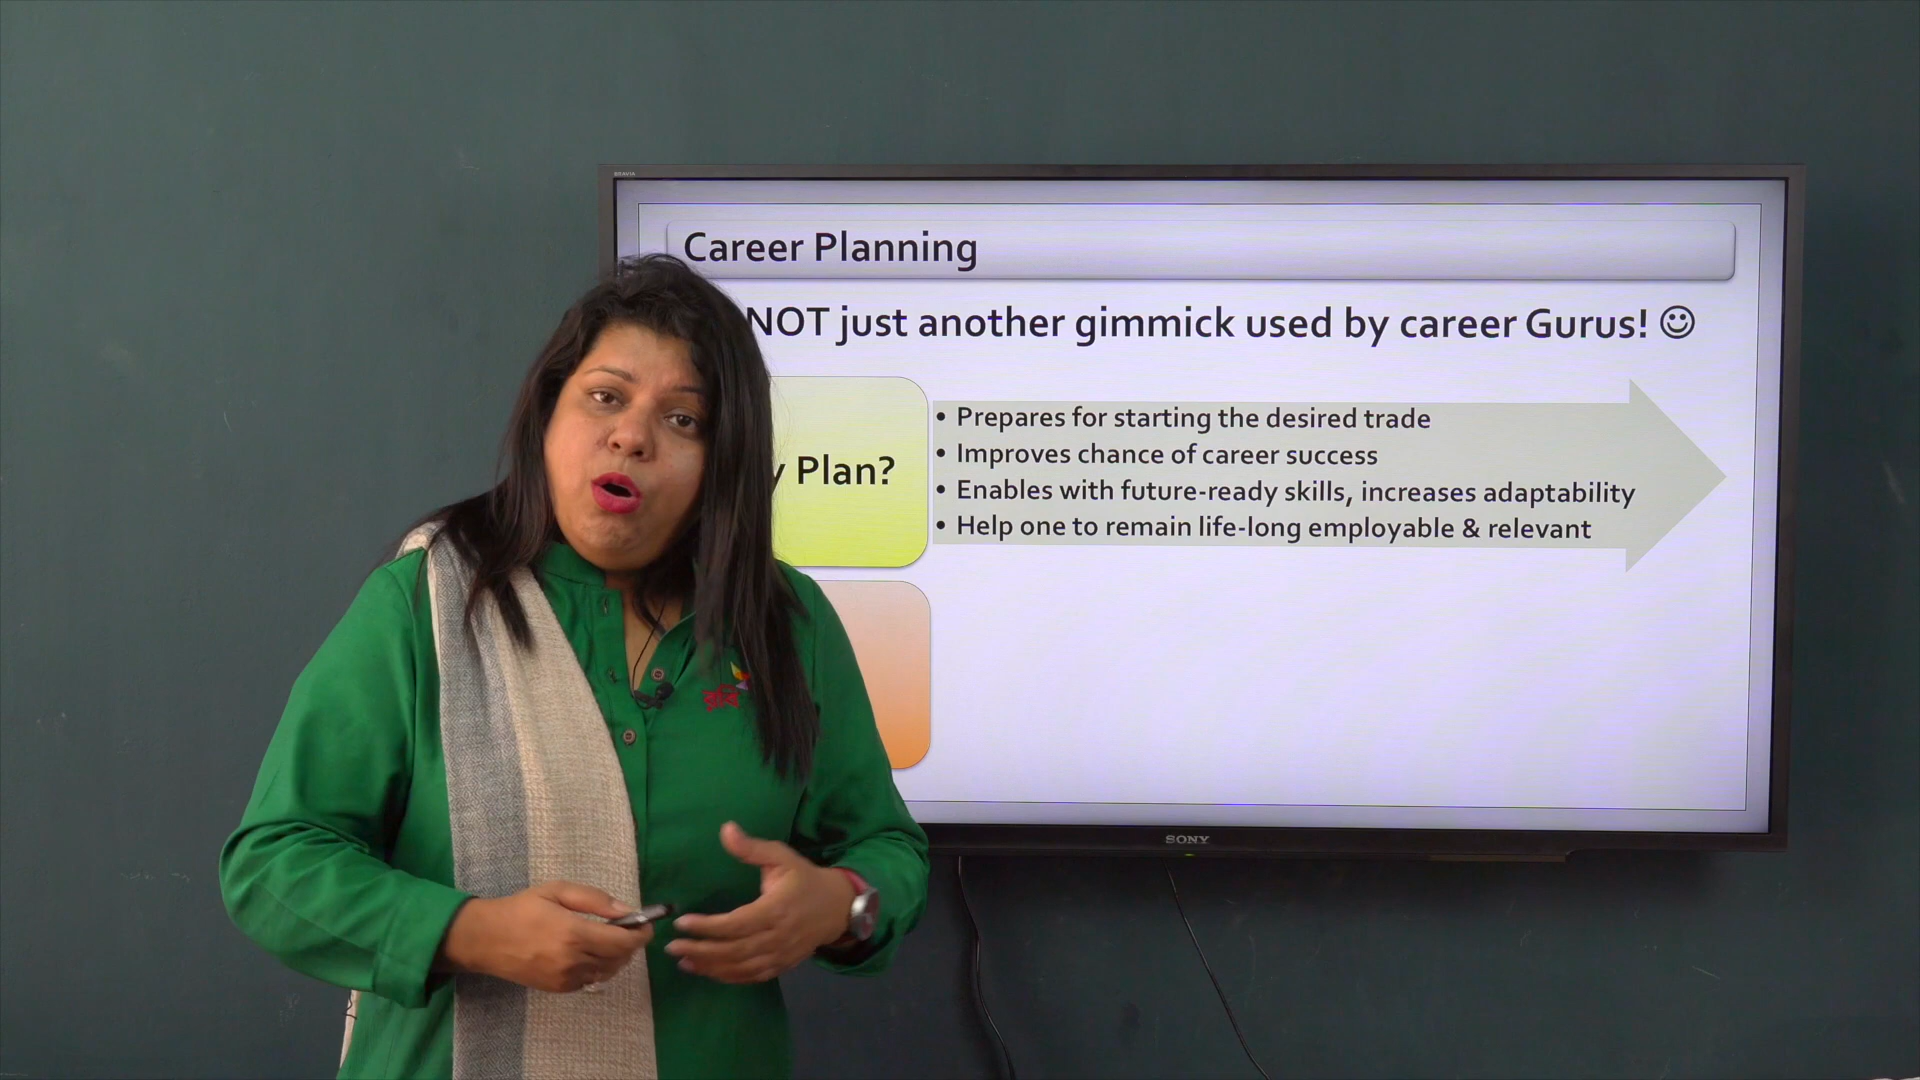 BRAVIA
Career Planning
NOT just another gimmick used by career Gurus! ☺
Plan?
• Prepares for starting the desired trade
• Improves chance of career success
• Enables with future-ready skills, increases adaptability
• Help one to remain life-long employable & relevant
রবি
SONY